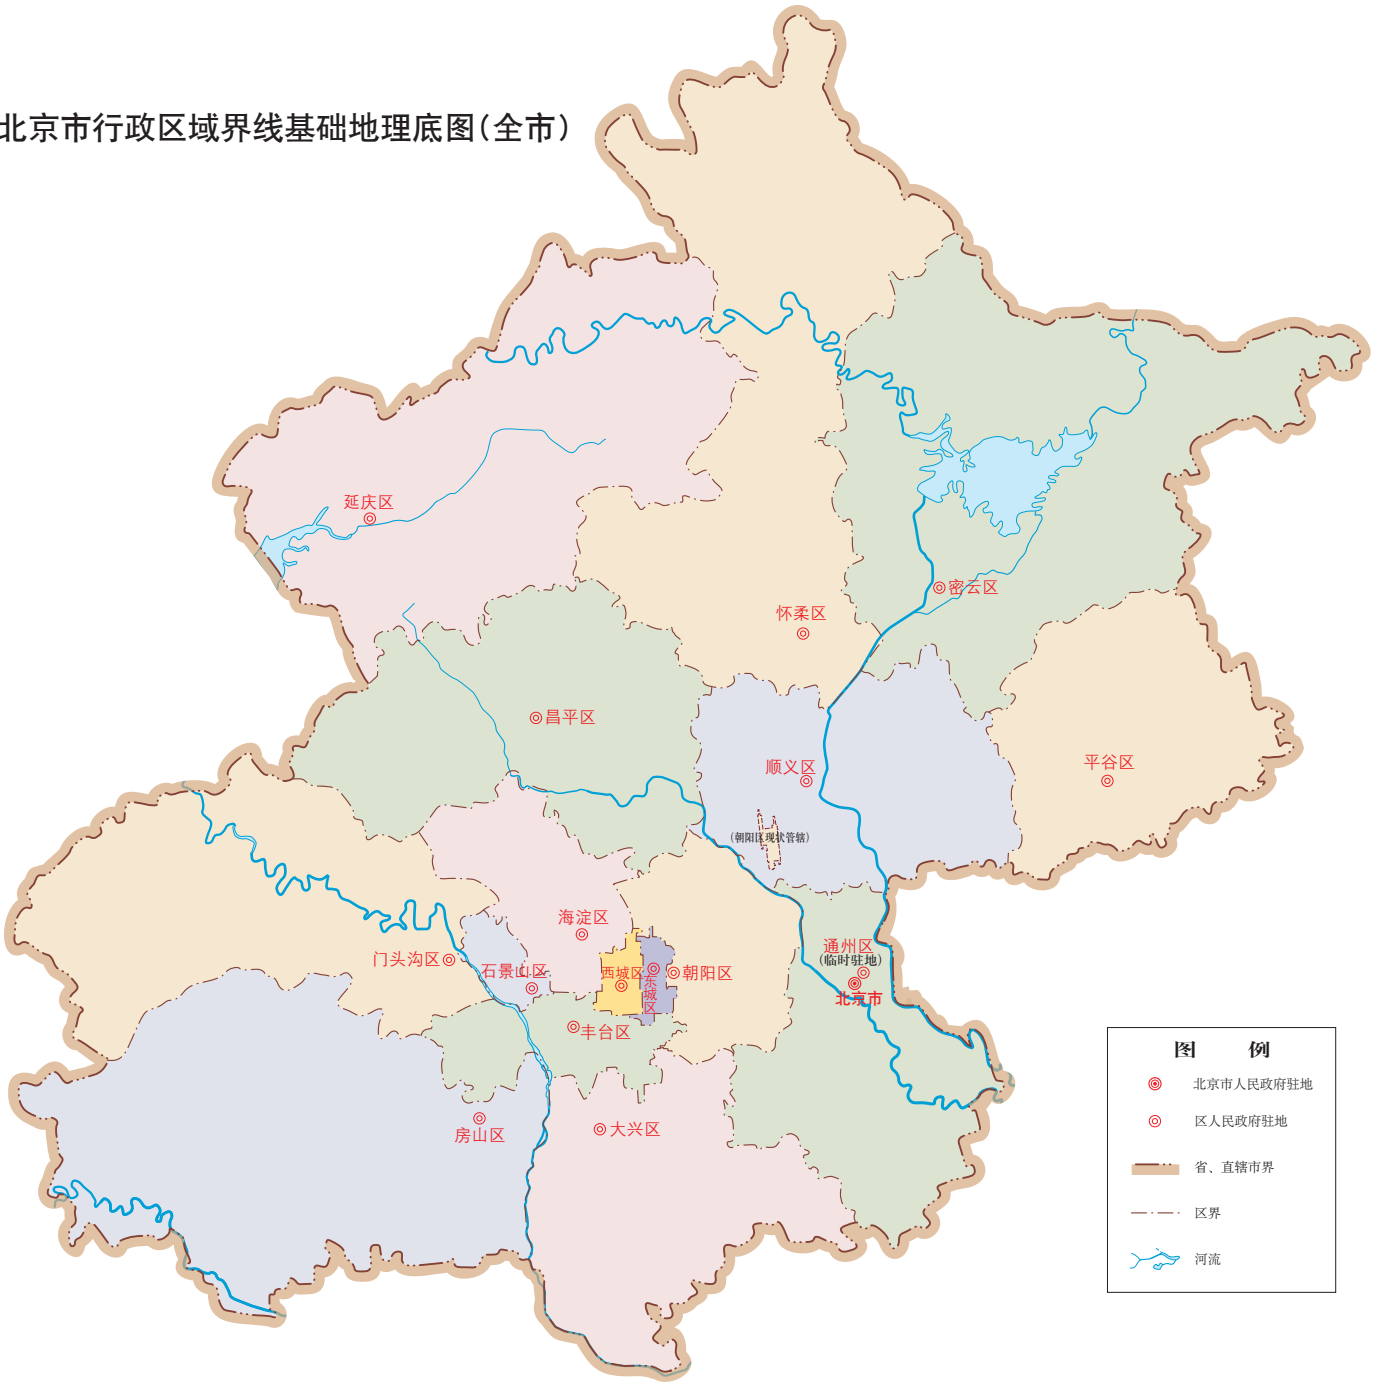 北京市行政区域界线基础地理底图(全市)
延庆区
密云区
怀柔区
昌平区
顺义区
平谷区
(朝阳区现状管辖)
海淀区
通州区
(临时驻地)
北京市
门头沟区
石景山区
西城区
东城区
朝阳区
丰台区
房山区
大兴区
图 例
北京市人民政府驻地
区人民政府驻地
省、直辖市界
区界
河流